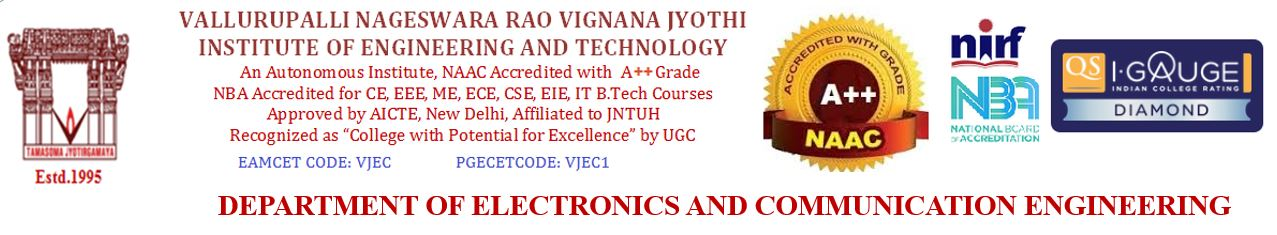 VALLURUPALLI NAGESWARA RAO VIGNANA JYOTHI
INSTITUTE OF ENGINEERING AND TECHNOLOGY
An Autonomous Institute, NAAC Accredited with A++ Grade
NBA Accredited for CE, EEE, ME, ECE, CSE, EIE, IT B.Tech Courses
Approved by AICTE, New Delhi, Affiliated to JNTUH
Recognized as “College with Potential for Excellence” by UGC
EAMCET CODE: VJEC PGECETCODE: VJEC1
TAMASOMA JYOTIRGAMAYA
Estd.1995
ACCREDITED WITH GRADE
A++
NAAC
nirf
NBA
NATIONAL BOARD
OF ACCREDITATION
QS I·GAUGE
INDIAN COLLEGE RATING
DIAMOND
DEPARTMENT OF ELECTRONICS AND COMMUNICATION ENGINEERING